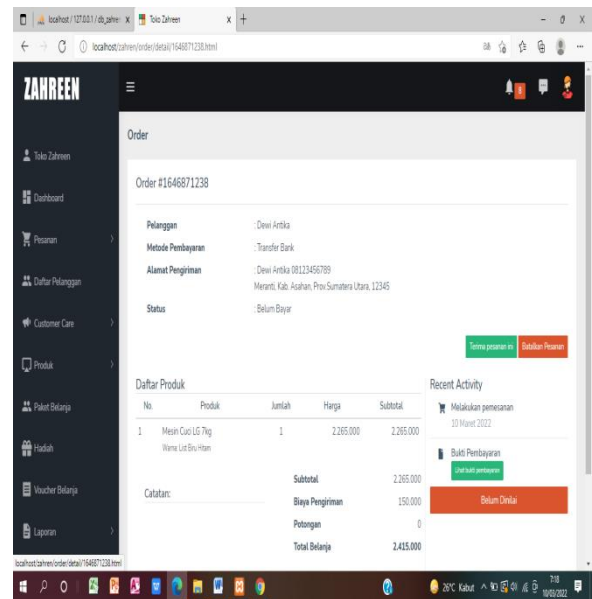 localhost / 127.0.0.1 / db_zahree
Toko Zahreen
localhost/zahren/order/detail/1646871238.html
ZAHREEN
8
Order
Toko Zahreen
Dashboard
Pesanan
Daftar Pelanggan
Customer Care
Produk
Paket Belanja
Hadiah
Voucher Belanja
Laporan
Order #1646871238
Pelanggan : Dewi Antika
Metode Pembayaran : Transfer Bank
Alamat Pengiriman : Dewi Antika 08123456789
Meranti, Kab. Asahan, Prov Sumatera Utara, 12345
Status : Belum Bayar
Terima pesanan ini Batalkan Pesanan
Daftar Produk
No. Produk Jumlah Harga Subtotal
1 Mesin Cuci LG 7kg 1 2.265.000 2.265.000
Warna: List Biru/Hitam
Catatan:
Subtotal 2.265.000
Biaya Pengiriman 150.000
Potongan 0
Total Belanja 2.415.000
Recent Activity
Melakukan pemesanan
10 Maret 2022
Bukti Pembayaran
Lihat bukti pembayaran
Belum Dinilai
localhost/zahren/order/detail/1646871238.html
26°C Kabut
7:18
10/03/2022